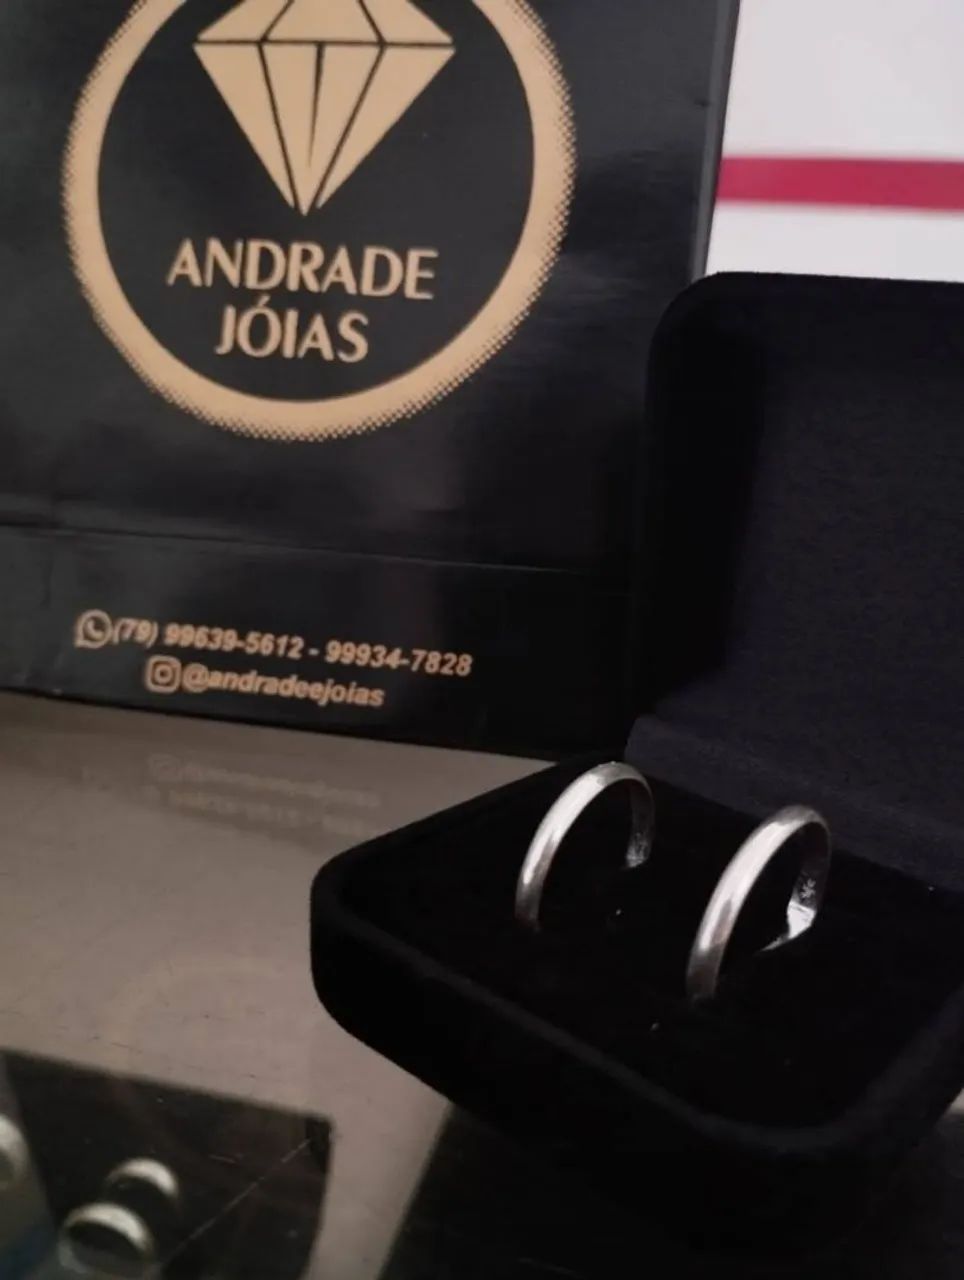 ANDRADE
JÓIAS
(79) 99639-5612 - 99934-7828
@andradeejoias